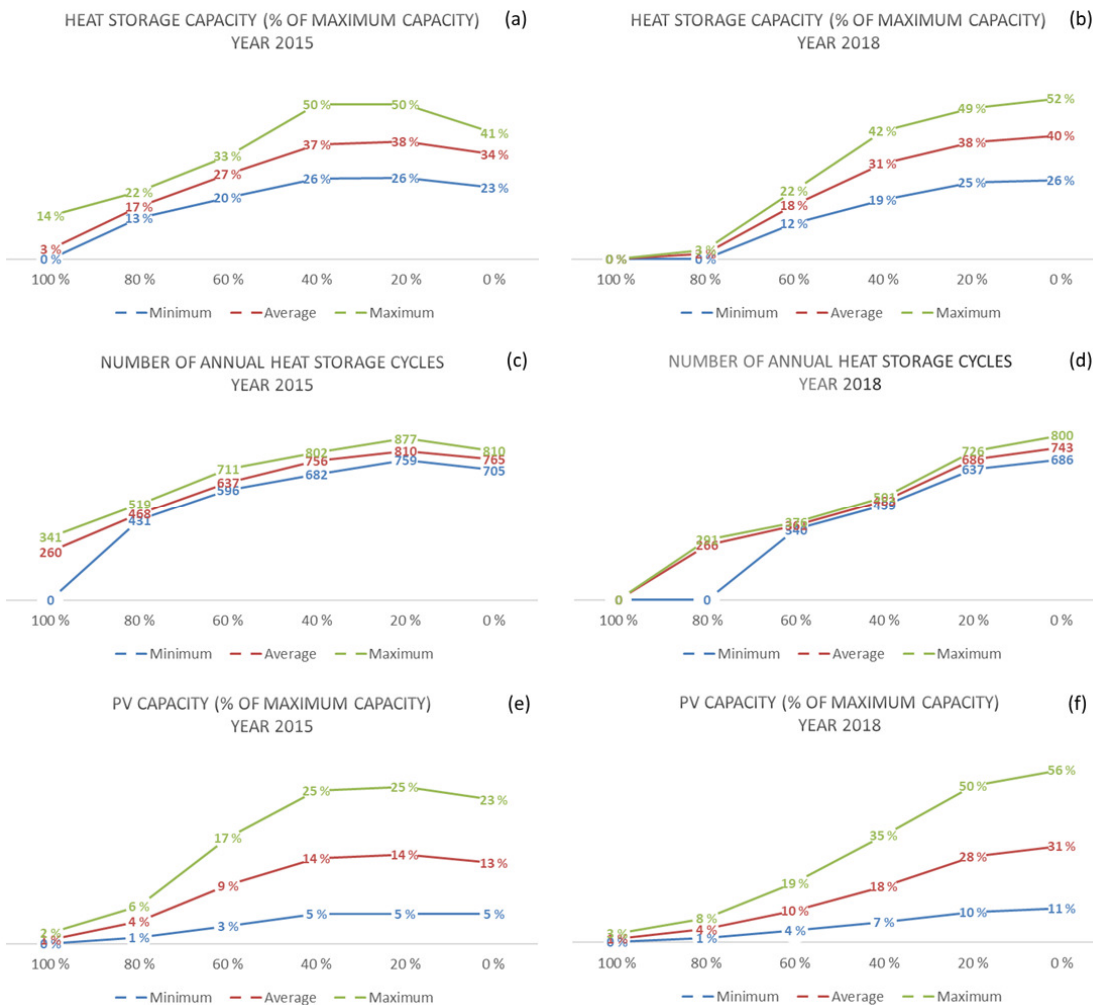 HEAT STORAGE CAPACITY (% OF MAXIMUM CAPACITY) (a)
YEAR 2015
50 % 50 %
41 %
37 % 38 %
33 % 34 %
27 %
26 % 26 %
22 % 23 %
20 %
17 %
14 % 13 %
3 %
0 %
100 % 80 % 60 % 40 % 20 % 0 %
Minimum Average Maximum
HEAT STORAGE CAPACITY (% OF MAXIMUM CAPACITY) (b)
YEAR 2018
52 %
49 %
42 %
38 % 40 %
31 %
25 % 26 %
22 %
18 % 19 %
12 %
0 % 0 %
100 % 80 % 60 % 40 % 20 % 0 %
Minimum Average Maximum
NUMBER OF ANNUAL HEAT STORAGE CYCLES (c)
YEAR 2015
877
802 810 810
756 759 765
711 705
682
637
596
519
468
431
341
260
0
100 % 80 % 60 % 40 % 20 % 0 %
Minimum Average Maximum
NUMBER OF ANNUAL HEAT STORAGE CYCLES (d)
YEAR 2018
800
726 743
686 686
637
266
0 0
100 % 80 % 60 % 40 % 20 % 0 %
Minimum Average Maximum
PV CAPACITY (% OF MAXIMUM CAPACITY) (e)
YEAR 2015
25 % 25 %
23 %
17 %
14 % 14 %
13 %
9 %
6 %
4 %
5 % 5 % 5 %
3 %
2 % 1 %
100 % 80 % 60 % 40 % 20 % 0 %
Minimum Average Maximum
PV CAPACITY (% OF MAXIMUM CAPACITY) (f)
YEAR 2018
56 %
50 %
35 %
31 %
28 %
19 % 18 %
10 % 10 % 11 %
8 % 7 %
4 % 4 %
1 %
100 % 80 % 60 % 40 % 20 % 0 %
Minimum Average Maximum